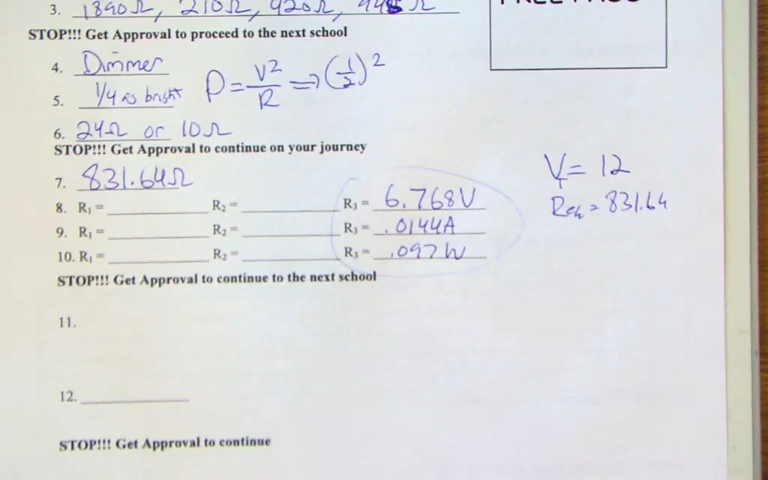 3. 1890Ω, 210Ω, 420Ω, 945Ω
STOP!!! Get Approval to proceed to the next school
4. Dimmer
5. 1/4 as bright P = V²/R ⇒ (1/2)²
6. 24Ω or 10Ω
STOP!!! Get Approval to continue on your journey
7. 831.64Ω
8. R₁ = R₂ = R₃ = 6.768V
9. R₁ = R₂ = R₃ = .0144A
10. R₁ = R₂ = R₃ = .097W
V_T = 12
Req = 831.64
STOP!!! Get Approval to continue to the next school
11.
12.
STOP!!! Get Approval to continue